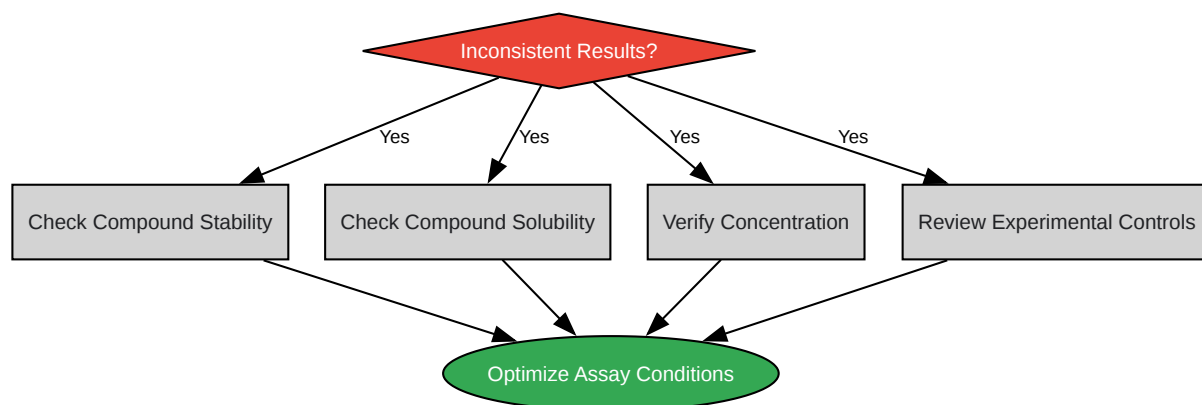 Inconsistent Results?
Yes
Yes
Yes
Yes
Check Compound Stability
Check Compound Solubility
Verify Concentration
Review Experimental Controls
Optimize Assay Conditions